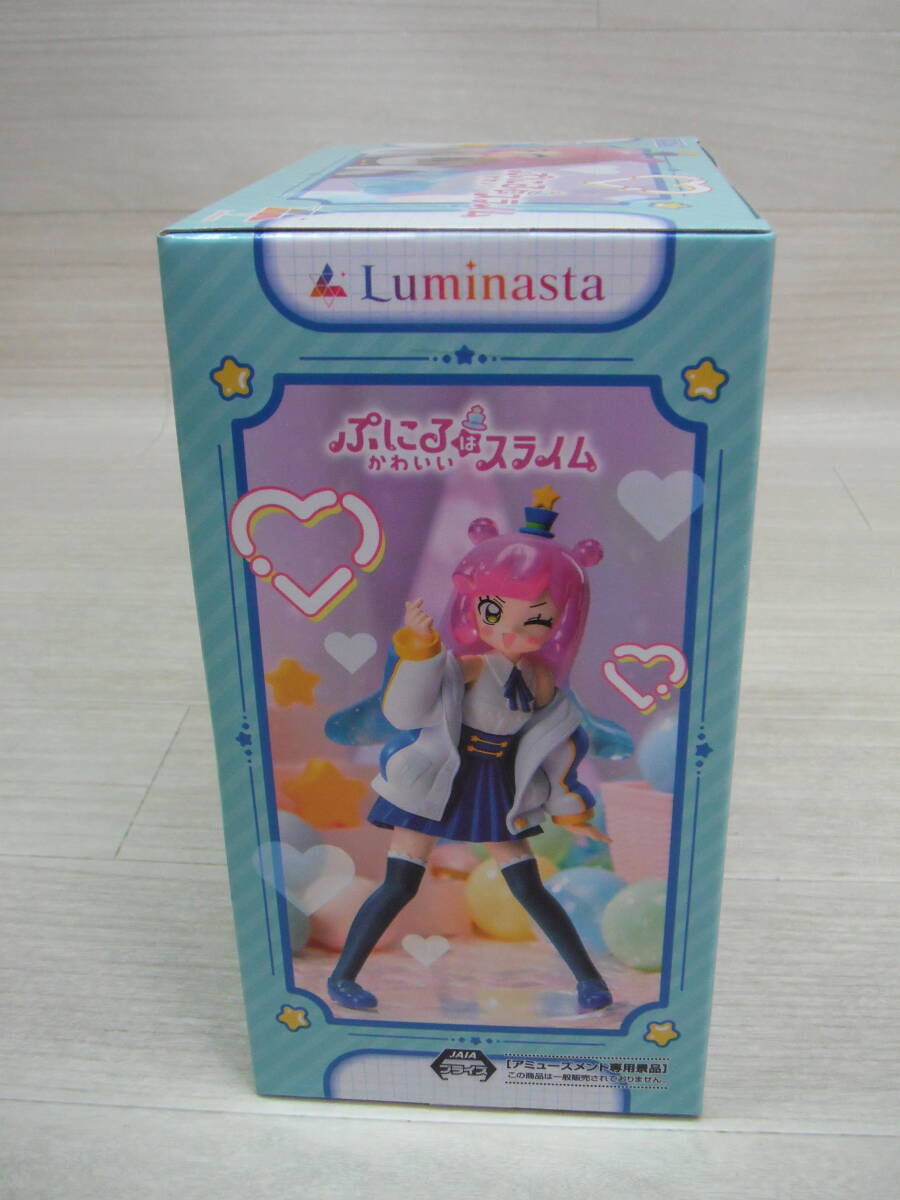 Luminasta
ぷにるはかわいいスライム
JAIA
プライズ
[アミューズメント専用景品]
この商品は一般販売されておりません。